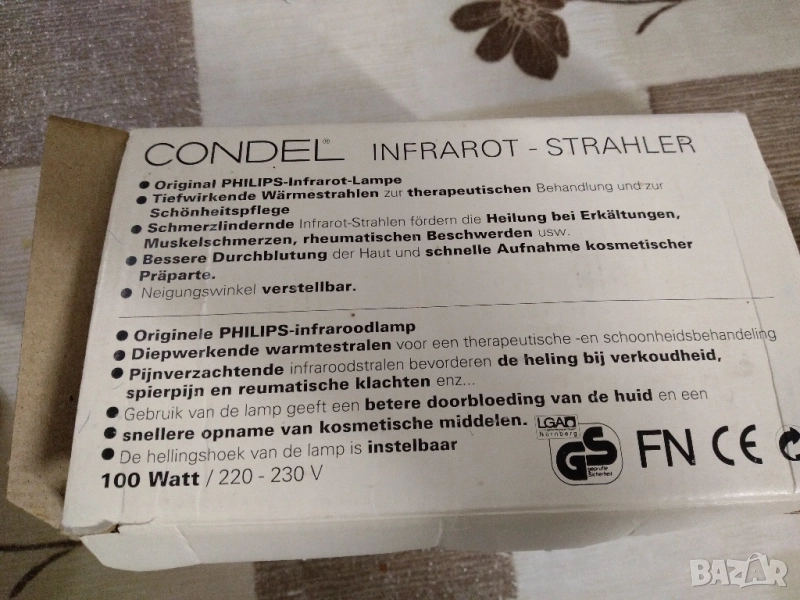 CONDEL® INFRAROT - STRAHLER
● Original PHILIPS-Infrarot-Lampe
● Tiefwirkende Wärmestrahlen zur therapeutischen Behandlung und zur
Schönheitspflege
● Schmerzlindernde Infrarot-Strahlen fördern die Heilung bei Erkältungen,
Muskelschmerzen, rheumatischen Beschwerden usw.
● Bessere Durchblutung der Haut und schnelle Aufnahme kosmetischer
Präparte.
● Neigungswinkel verstellbar.
● Originele PHILIPS-infraroodlamp
● Diepwerkende warmtestralen voor een therapeutische -en schoonheidsbehandeling
● Pijnverzachtende infraroodstralen bevorderen de heling bij verkoudheid,
spierpijn en reumatische klachten enz...
● Gebruik van de lamp geeft een betere doorbloeding van de huid en een
● snellere opname van kosmetische middelen.
● De hellingshoek van de lamp is instelbaar
100 Watt / 220 - 230 V
LGA
Nürnberg
GS
geprüfte
Sicherheit
FN CE
BAZAR